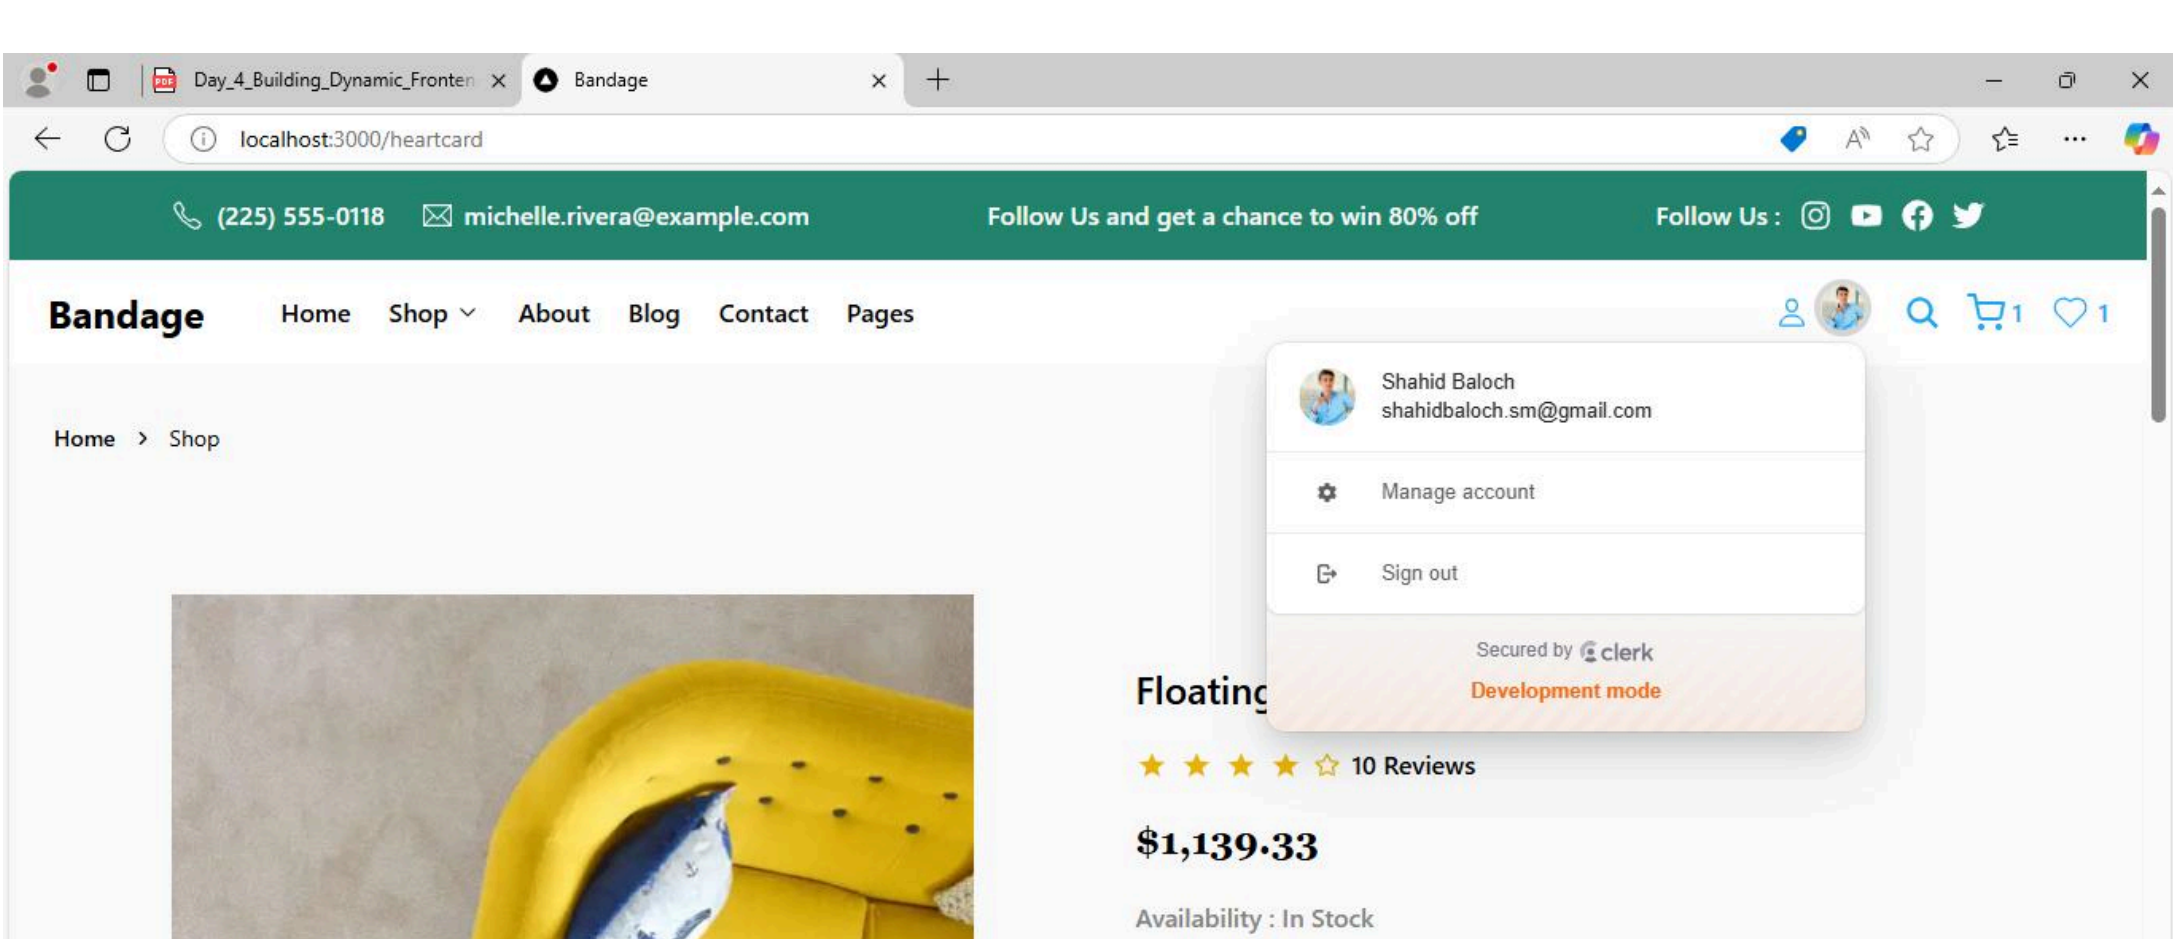 Day_4_Building_Dynamic_Fronten
Bandage
localhost:3000/heartcard
(225) 555-0118 michelle.rivera@example.com Follow Us and get a chance to win 80% off Follow Us :
Bandage Home Shop About Blog Contact Pages 1 1
Shahid Baloch
shahidbaloch.sm@gmail.com
Home > Shop
Manage account
Sign out
Secured by clerk
Development mode
Floating
10 Reviews
$1,139.33
Availability : In Stock